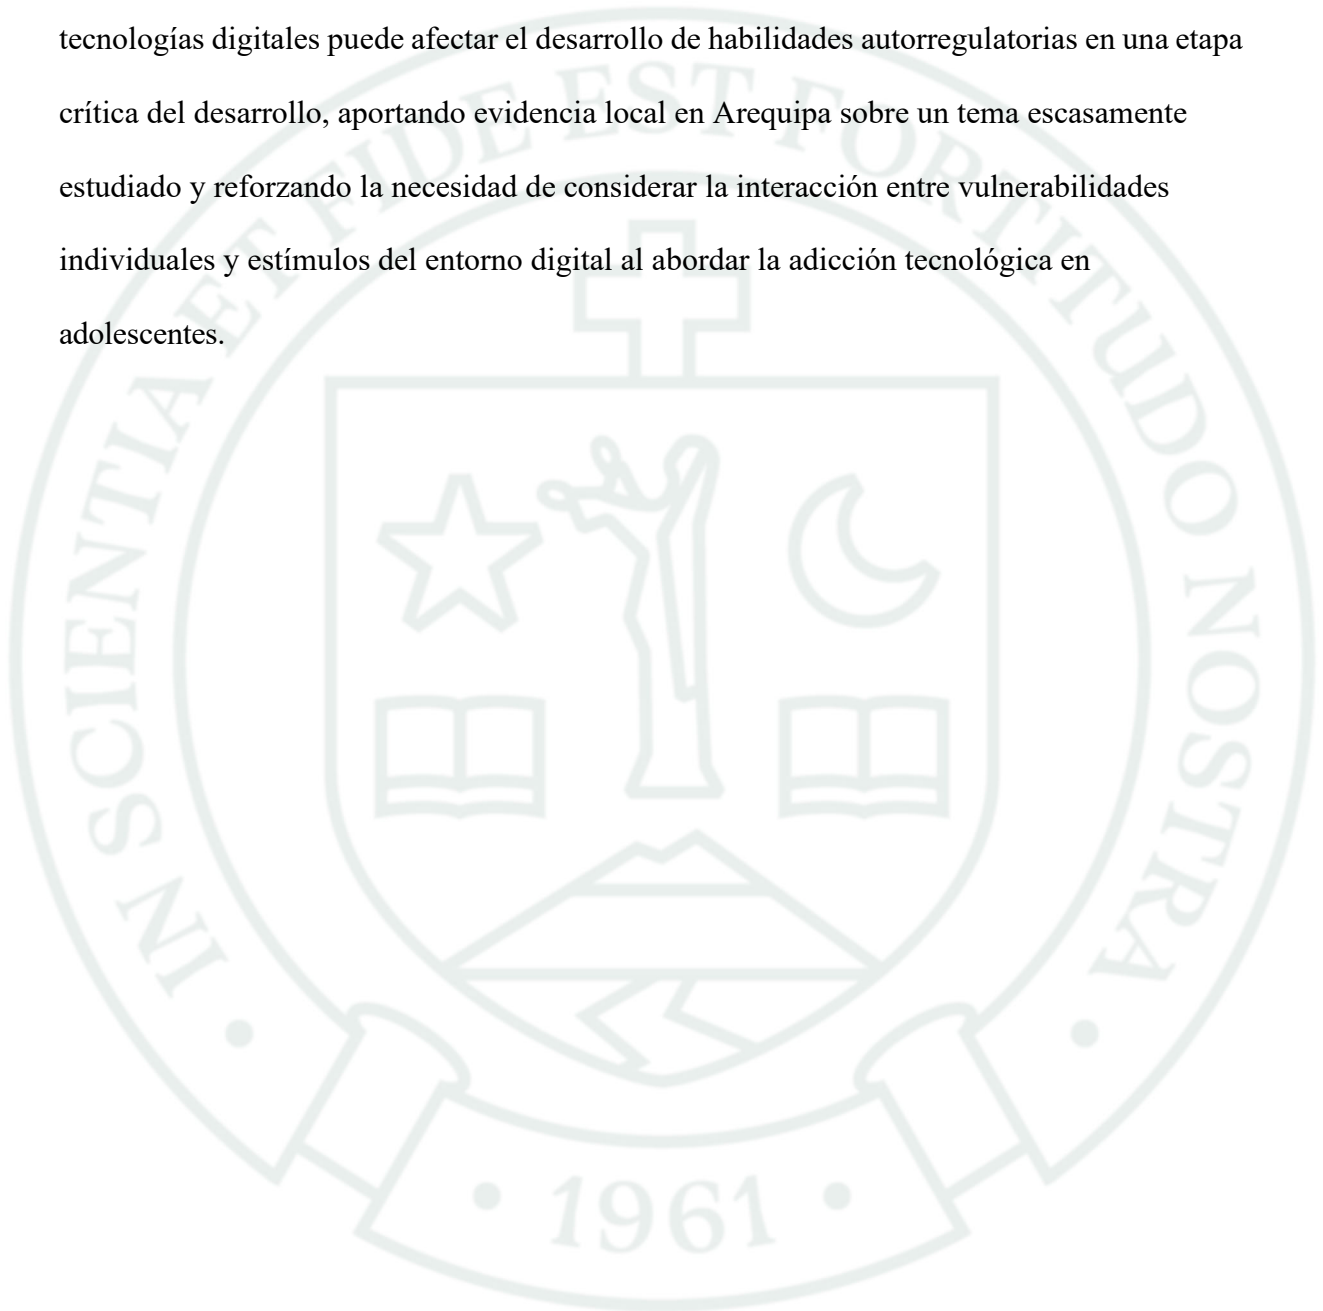 tecnologías digitales puede afectar el desarrollo de habilidades autorregulatorias en una etapa
crítica del desarrollo, aportando evidencia local en Arequipa sobre un tema escasamente
estudiado y reforzando la necesidad de considerar la interacción entre vulnerabilidades
individuales y estímulos del entorno digital al abordar la adicción tecnológica en
adolescentes.
IN SCIENTIA ET FIDE EST FORTITUDO NOSTRA
• 1961 •